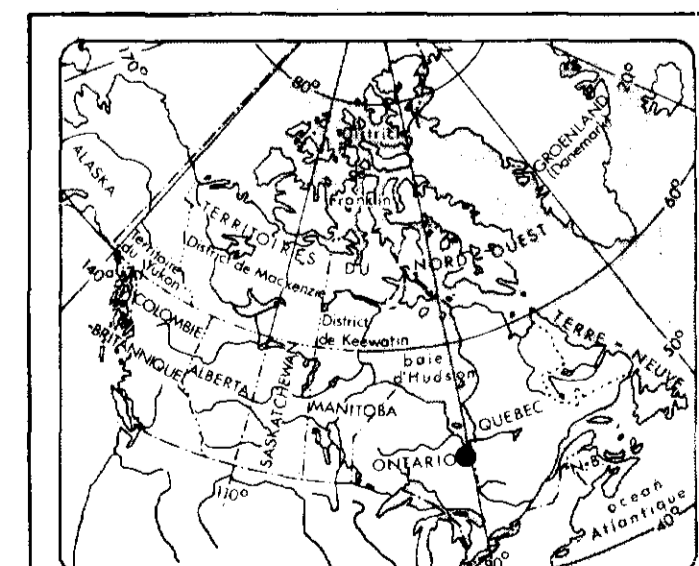 170°
80°
20°
ALASKA
District
GROENLAND
(Danemark)
Franklin
60°
TERRITOIRES
DU
NORD-OUEST
Territoire
du Yukon
District de Mackenzie
140°
COLOMBIE
-BRITANNIQUE
District
de Keewatin
TERRE-NEUVE
50°
ALBERTA
SASKATCHEWAN
baie
d'Hudson
MANITOBA
QUEBEC
ONTARIO
N-B
110°
ocean
Atlantique
40°